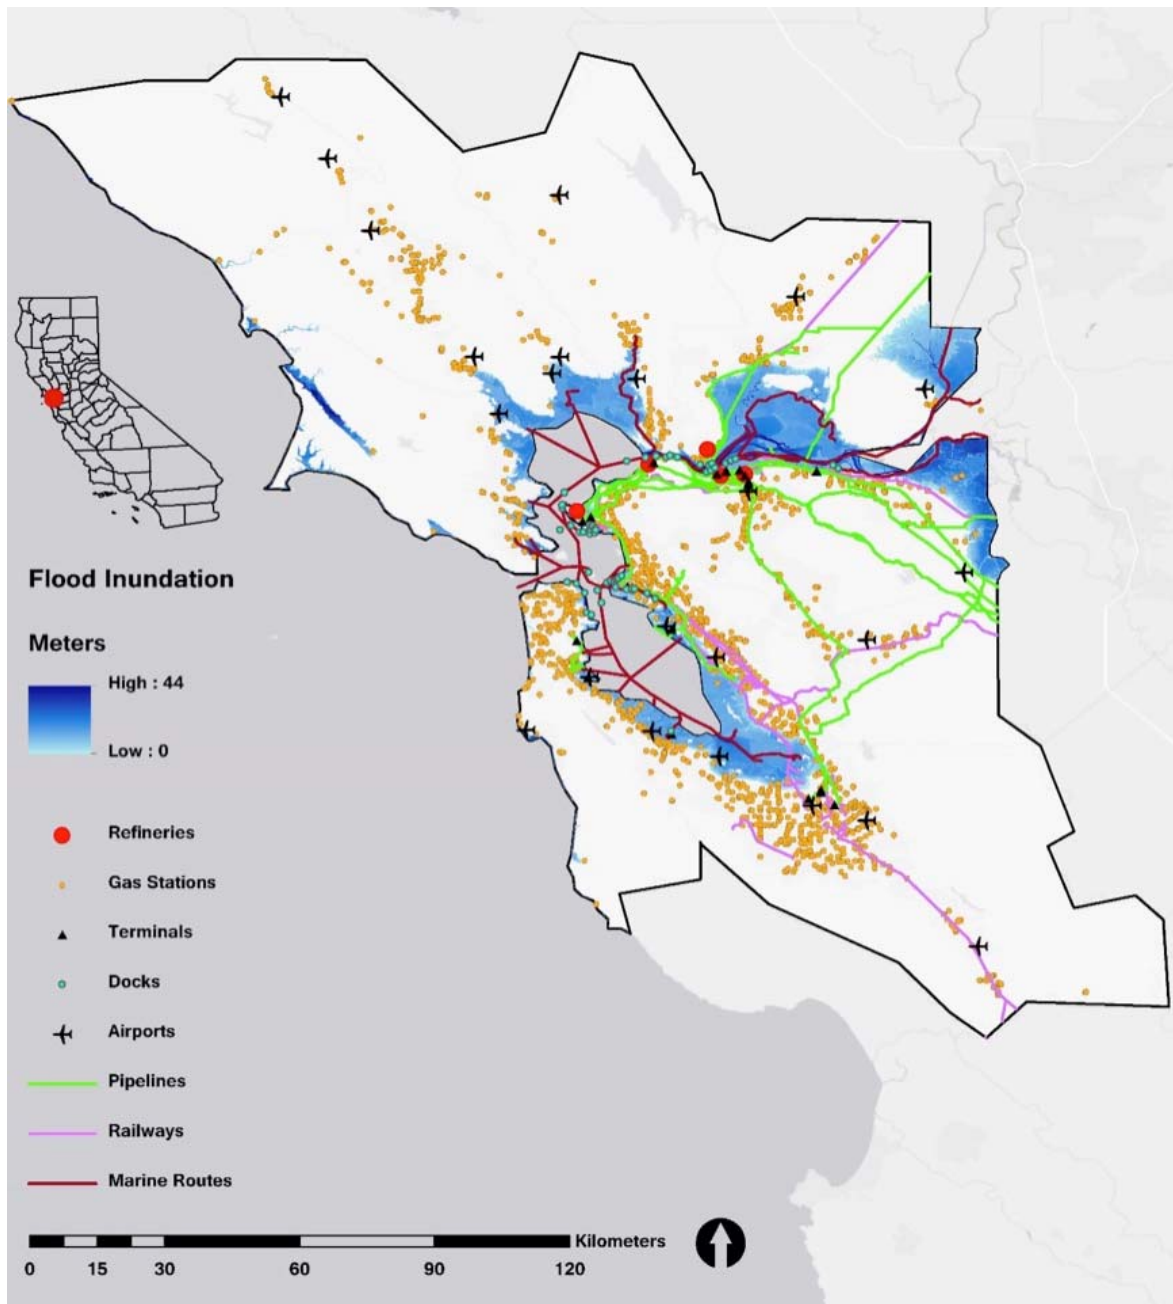 Flood Inundation
Meters
High : 44
Low : 0
Refineries
Gas Stations
Terminals
Docks
Airports
Pipelines
Railways
Marine Routes
Kilometers
0 15 30 60 90 120